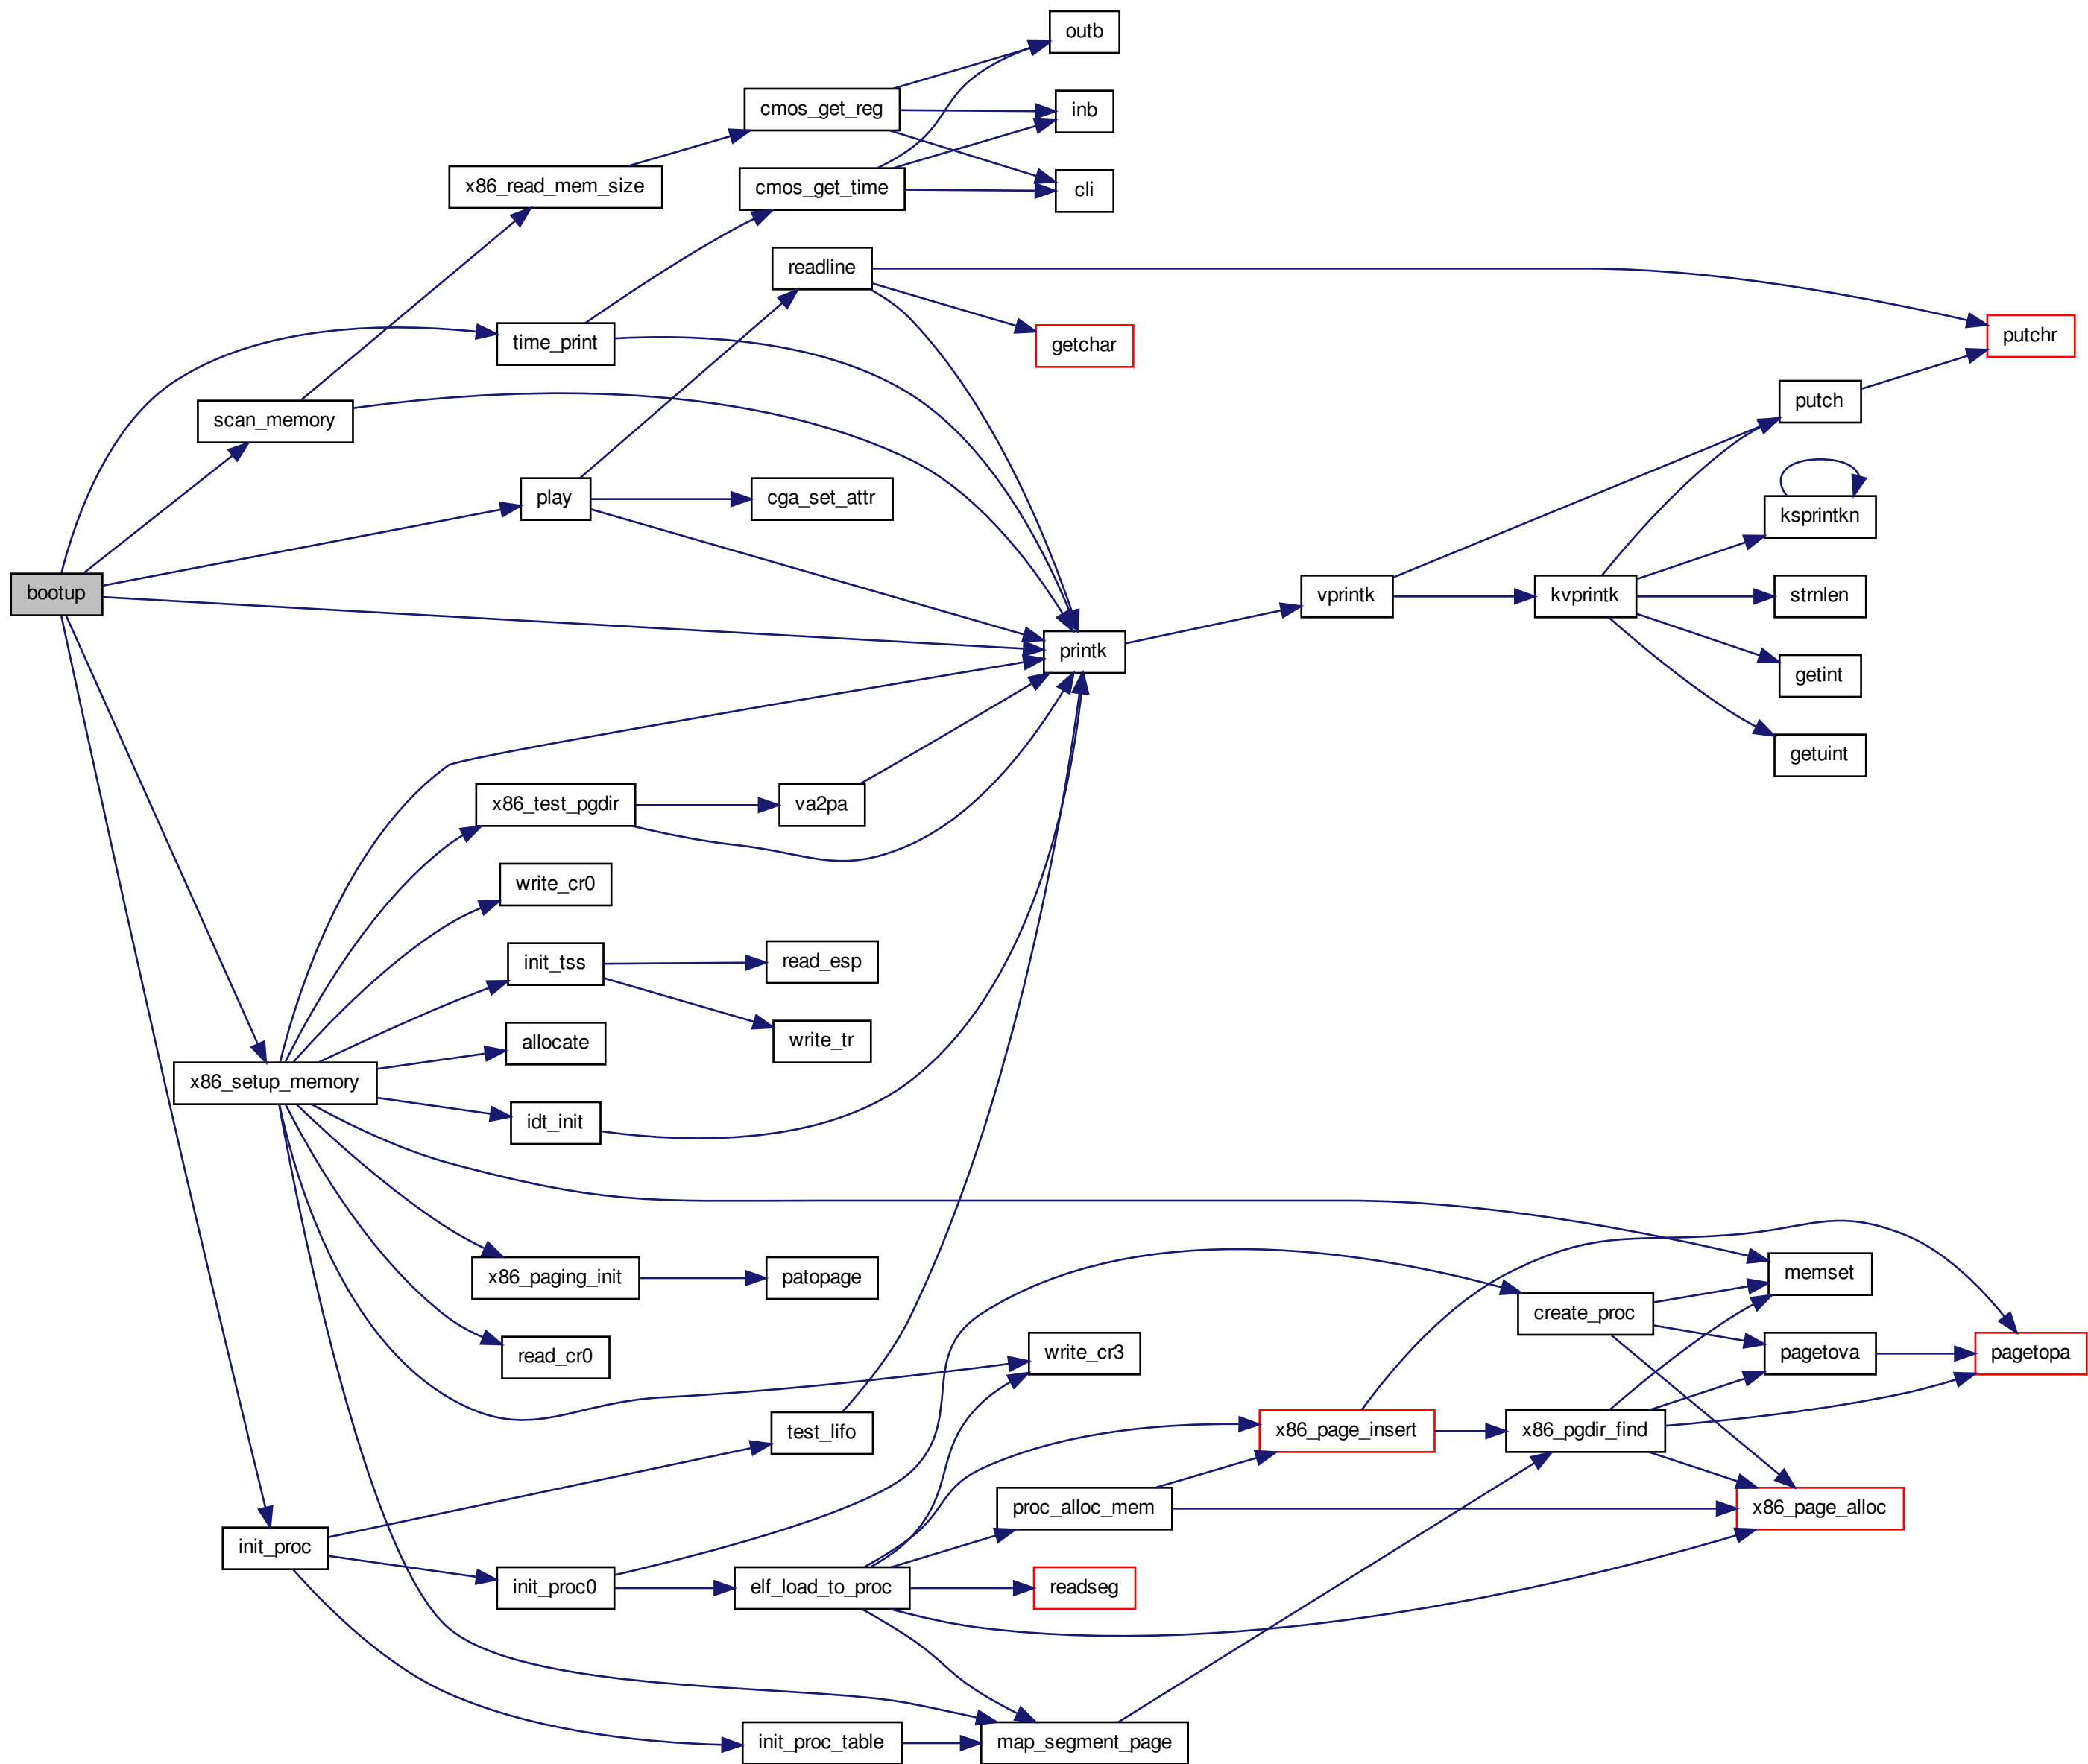 outb
cmos_get_reg
inb
x86_read_mem_size
cmos_get_time
cli
readline
time_print
getchar
putchr
scan_memory
putch
play
cga_set_attr
ksprintkn
bootup
vprintk
kvprintk
strnlen
printk
getint
getuint
x86_test_pgdir
va2pa
write_cr0
init_tss
read_esp
allocate
write_tr
x86_setup_memory
idt_init
x86_paging_init
patopage
memset
create_proc
read_cr0
write_cr3
pagetova
pagetopa
test_lifo
x86_page_insert
x86_pgdir_find
proc_alloc_mem
x86_page_alloc
init_proc
init_proc0
elf_load_to_proc
readseg
init_proc_table
map_segment_page